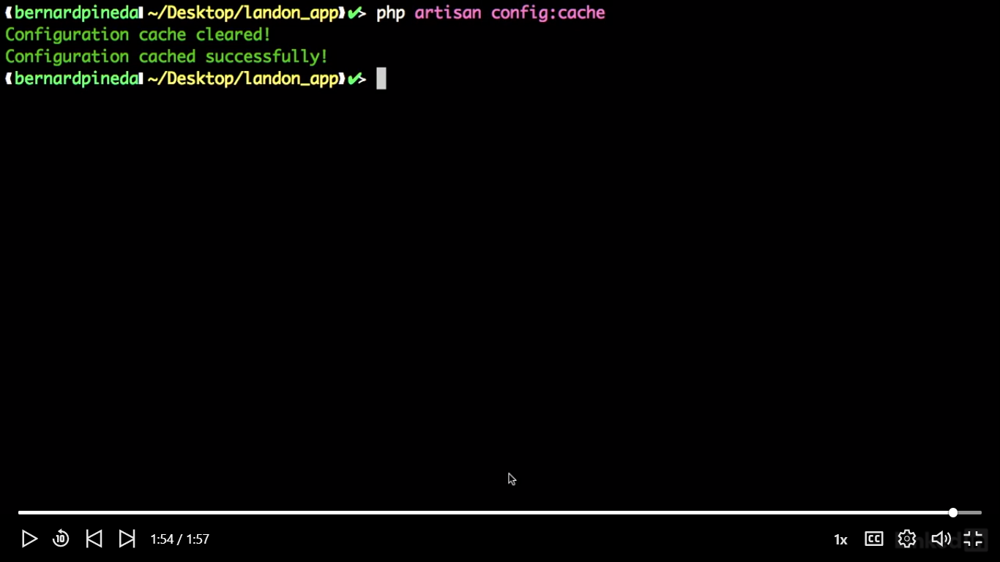 (bernardpineda| ~/Desktop/landon_app)✔> php artisan config:cache
Configuration cache cleared!
Configuration cached successfully!
(bernardpineda| ~/Desktop/landon_app)✔>
10
1:54 / 1:57
1x
CC